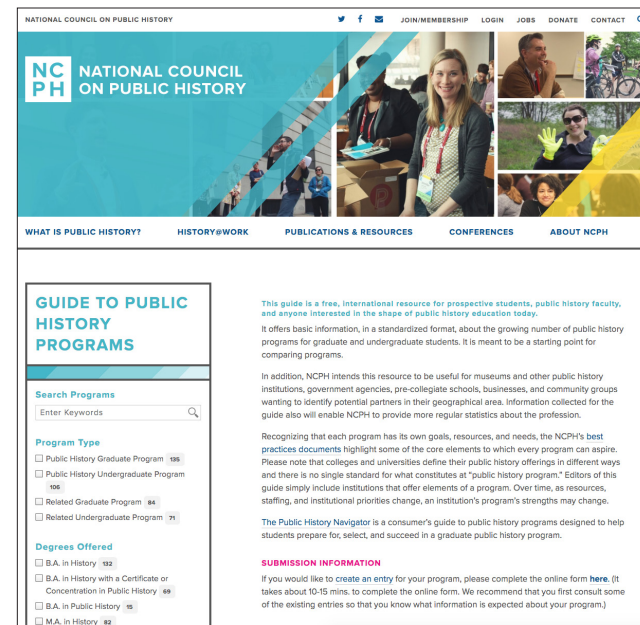 NATIONAL COUNCIL ON PUBLIC HISTORY
JOIN/MEMBERSHIP LOGIN JOBS DONATE CONTACT
NC
PH
NATIONAL COUNCIL
ON PUBLIC HISTORY
WHAT IS PUBLIC HISTORY? HISTORY@WORK PUBLICATIONS & RESOURCES CONFERENCES ABOUT NCPH
GUIDE TO PUBLIC
HISTORY
PROGRAMS
Search Programs
Enter Keywords
Program Type
Public History Graduate Program 135
Public History Undergraduate Program
106
Related Graduate Program 84
Related Undergraduate Program 71
Degrees Offered
B.A. in History 132
B.A. in History with a Certificate or
Concentration in Public History 69
B.A. in Public History 15
M.A. in History 82
This guide is a free, international resource for prospective students, public history faculty,
and anyone interested in the shape of public history education today.
It offers basic information, in a standardized format, about the growing number of public history
programs for graduate and undergraduate students. It is meant to be a starting point for
comparing programs.
In addition, NCPH intends this resource to be useful for museums and other public history
institutions, government agencies, pre-collegiate schools, businesses, and community groups
wanting to identify potential partners in their geographical area. Information collected for the
guide also will enable NCPH to provide more regular statistics about the profession.
Recognizing that each program has its own goals, resources, and needs, the NCPH's best
practices documents highlight some of the core elements to which every program can aspire.
Please note that colleges and universities define their public history offerings in different ways
and there is no single standard for what constitutes at "public history program." Editors of this
guide simply include institutions that offer elements of a program. Over time, as resources,
staffing, and institutional priorities change, an institution's program's strengths may change.
The Public History Navigator is a consumer's guide to public history programs designed to help
students prepare for, select, and succeed in a graduate public history program.
SUBMISSION INFORMATION
If you would like to create an entry for your program, please complete the online form here. (It
takes about 10-15 mins. to complete the online form. We recommend that you first consult some
of the existing entries so that you know what information is expected about your program.)